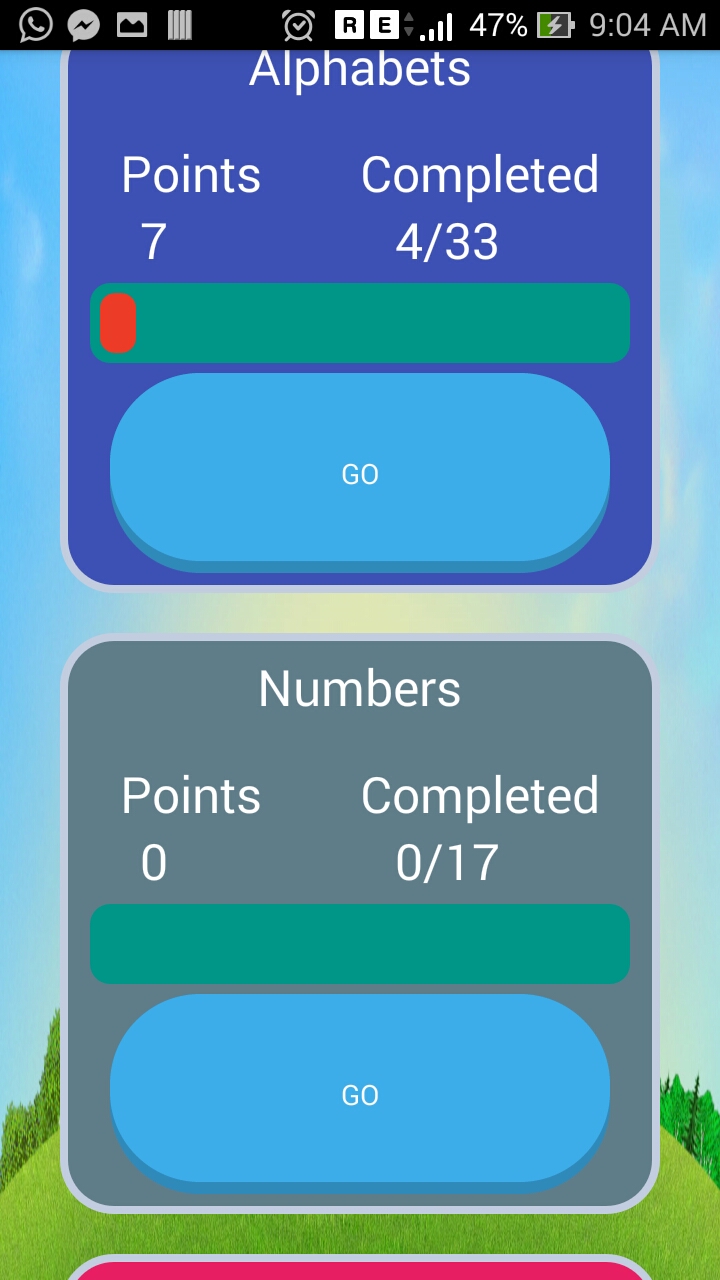 R E 47% 9:04 AM
Alphabets
Points Completed
7 4/33
GO
Numbers
Points Completed
0 0/17
GO